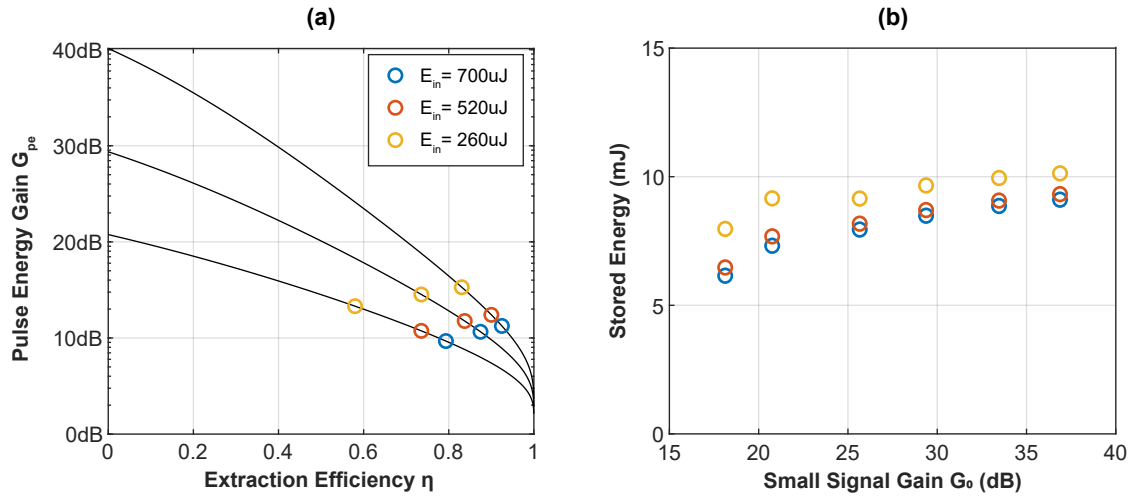 (a)
Pulse Energy Gain G_pe
40dB
30dB
20dB
10dB
0dB
0
0.2
0.4
0.6
0.8
1
Extraction Efficiency η
E_in= 700uJ
E_in= 520uJ
E_in= 260uJ
(b)
Stored Energy (mJ)
15
10
5
0
15
20
25
30
35
40
Small Signal Gain G₀ (dB)